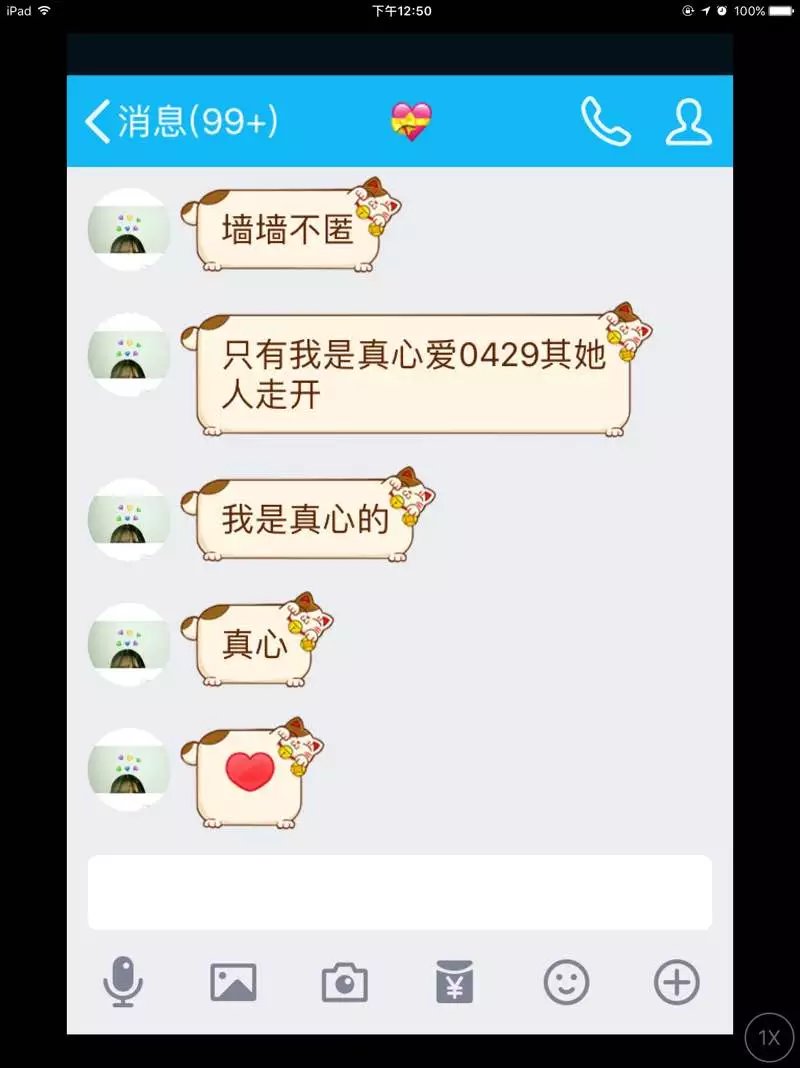 iPad 下午12:50 100%
消息(99+)
墙墙不匿
只有我是真心爱0429其她
人走开
我是真心的
真心
¥
1X